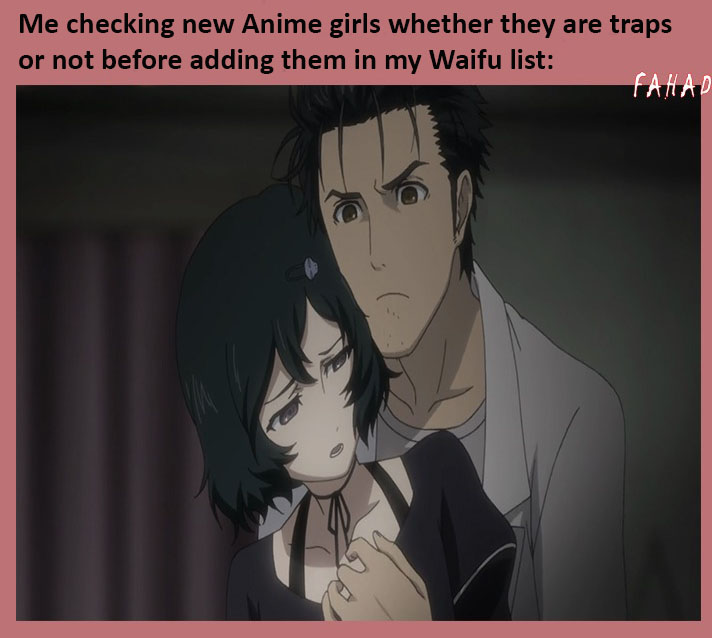 Me checking new Anime girls whether they are traps
or not before adding them in my Waifu list:
FAHAD